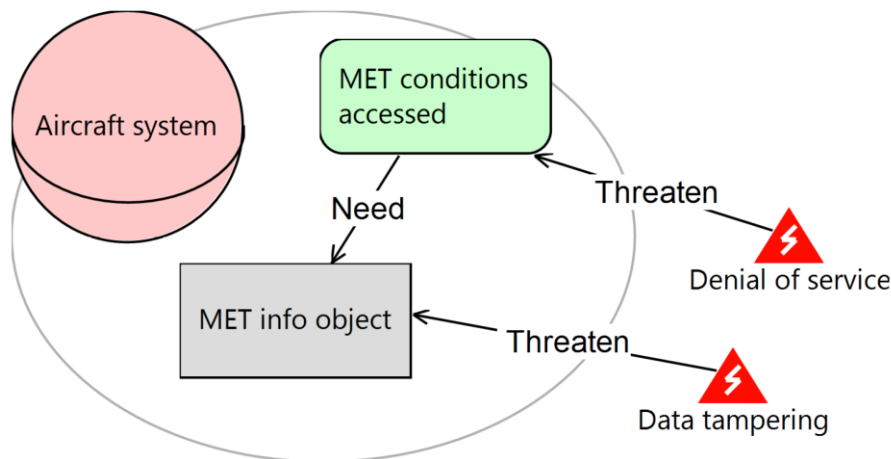 MET conditions
accessed
Aircraft system
Threaten
Need
Denial of service
MET info object
Threaten
Data tampering